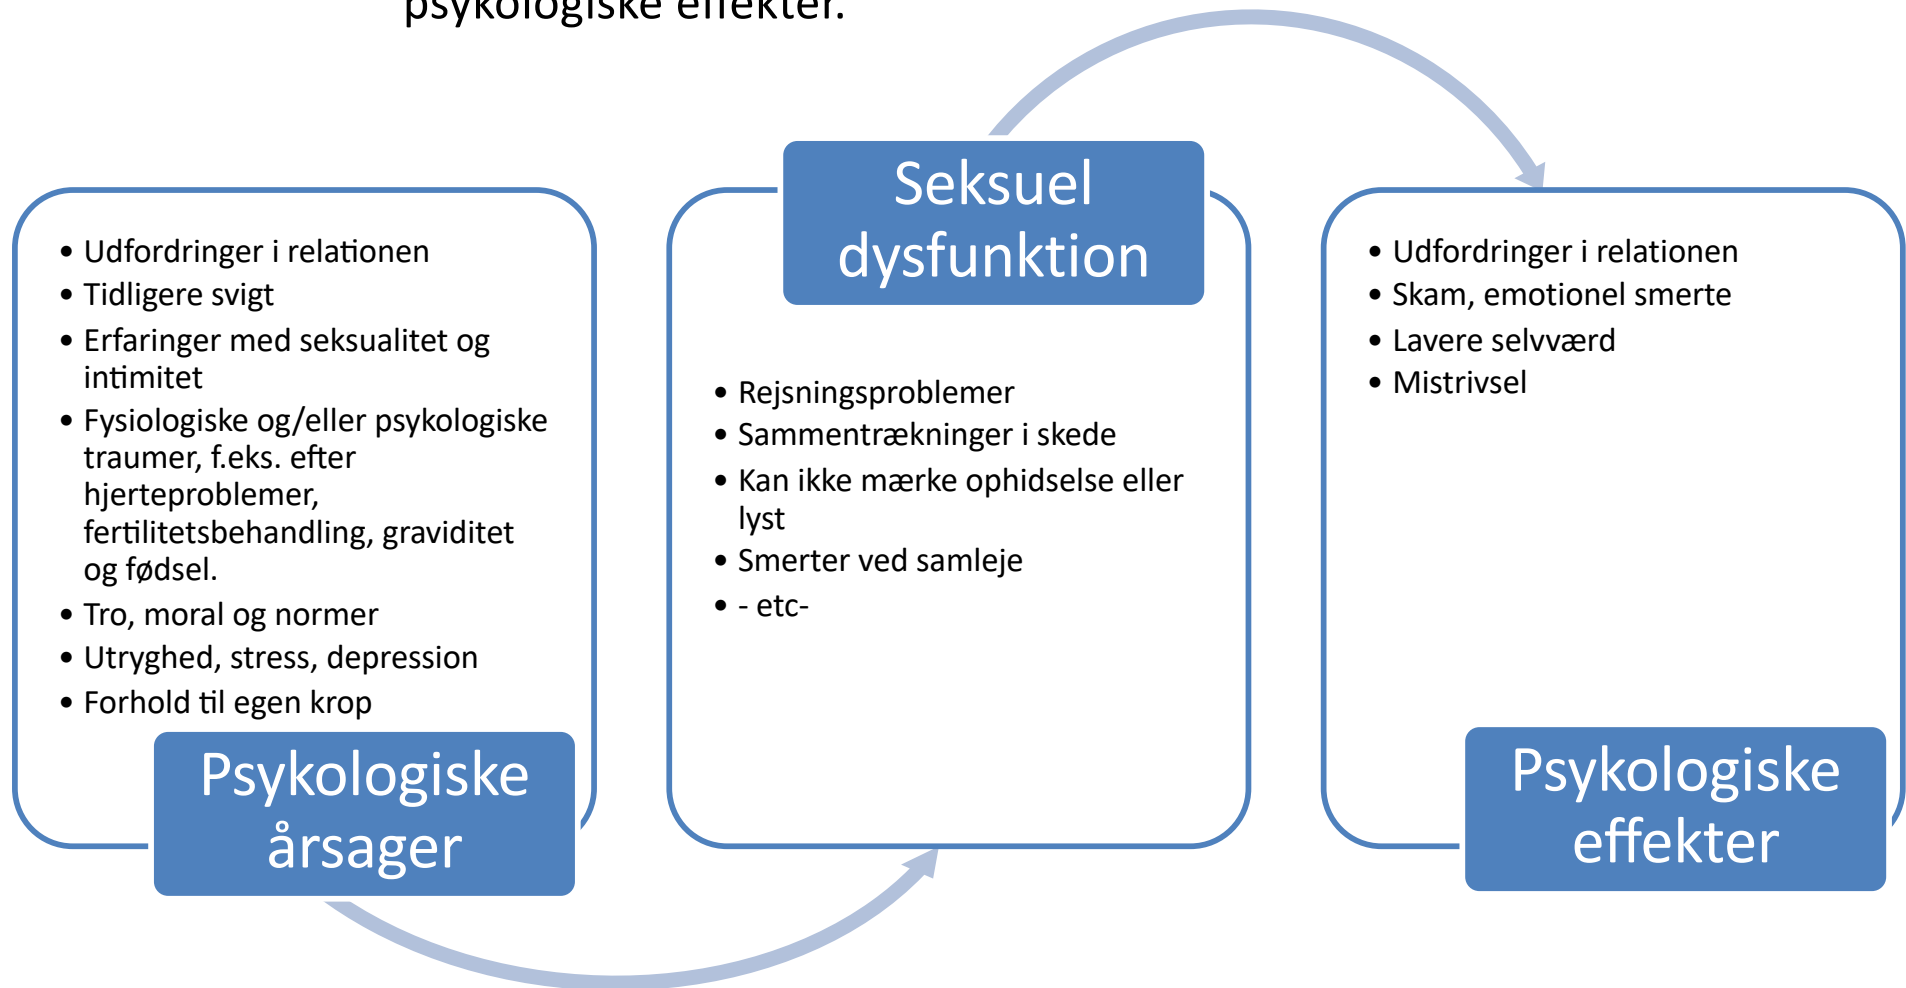 psykologiske effekter.
• Udfordringer i relationen
• Tidligere svigt
• Erfaringer med seksualitet og
intimitet
• Fysiologiske og/eller psykologiske
traumer, f.eks. efter
hjerteproblemer,
fertilitetsbehandling, graviditet
og fødsel.
• Tro, moral og normer
• Utryghed, stress, depression
• Forhold til egen krop
Psykologiske
årsager
Seksuel
dysfunktion
• Rejsningsproblemer
• Sammentrækninger i skede
• Kan ikke mærke ophidselse eller
lyst
• Smerter ved samleje
• - etc-
• Udfordringer i relationen
• Skam, emotionel smerte
• Lavere selvværd
• Mistrivsel
Psykologiske
effekter